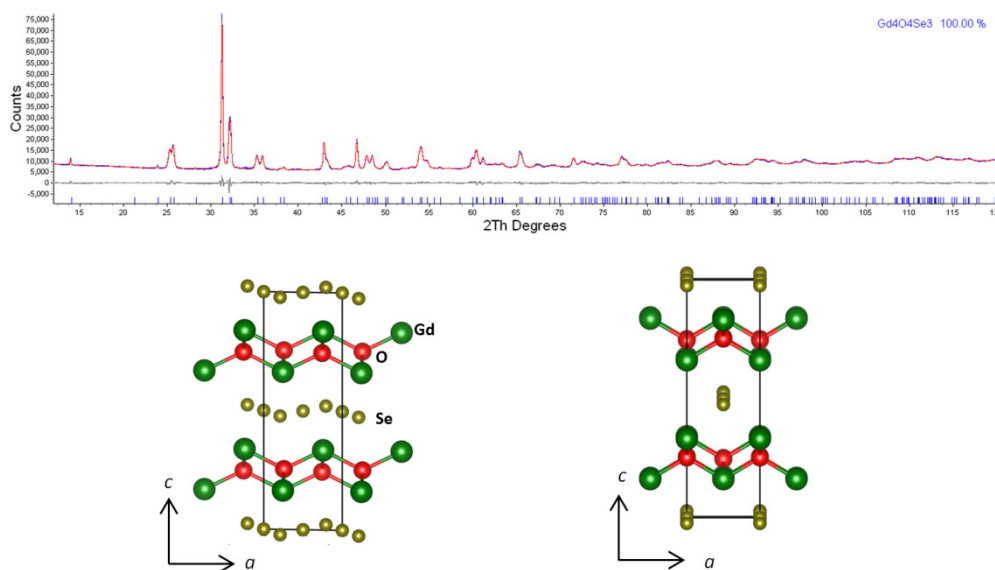 Gd4O4Se3 100.00 %
75,000
70,000
65,000
60,000
55,000
50,000
45,000
40,000
35,000
30,000
25,000
20,000
15,000
10,000
5,000
0
-5,000
Counts
15 20 25 30 35 40 45 50 55 60 65 70 75 80 85 90 95 100 105 110 115 120
2Th Degrees
Gd
O
Se
c
a
c
a